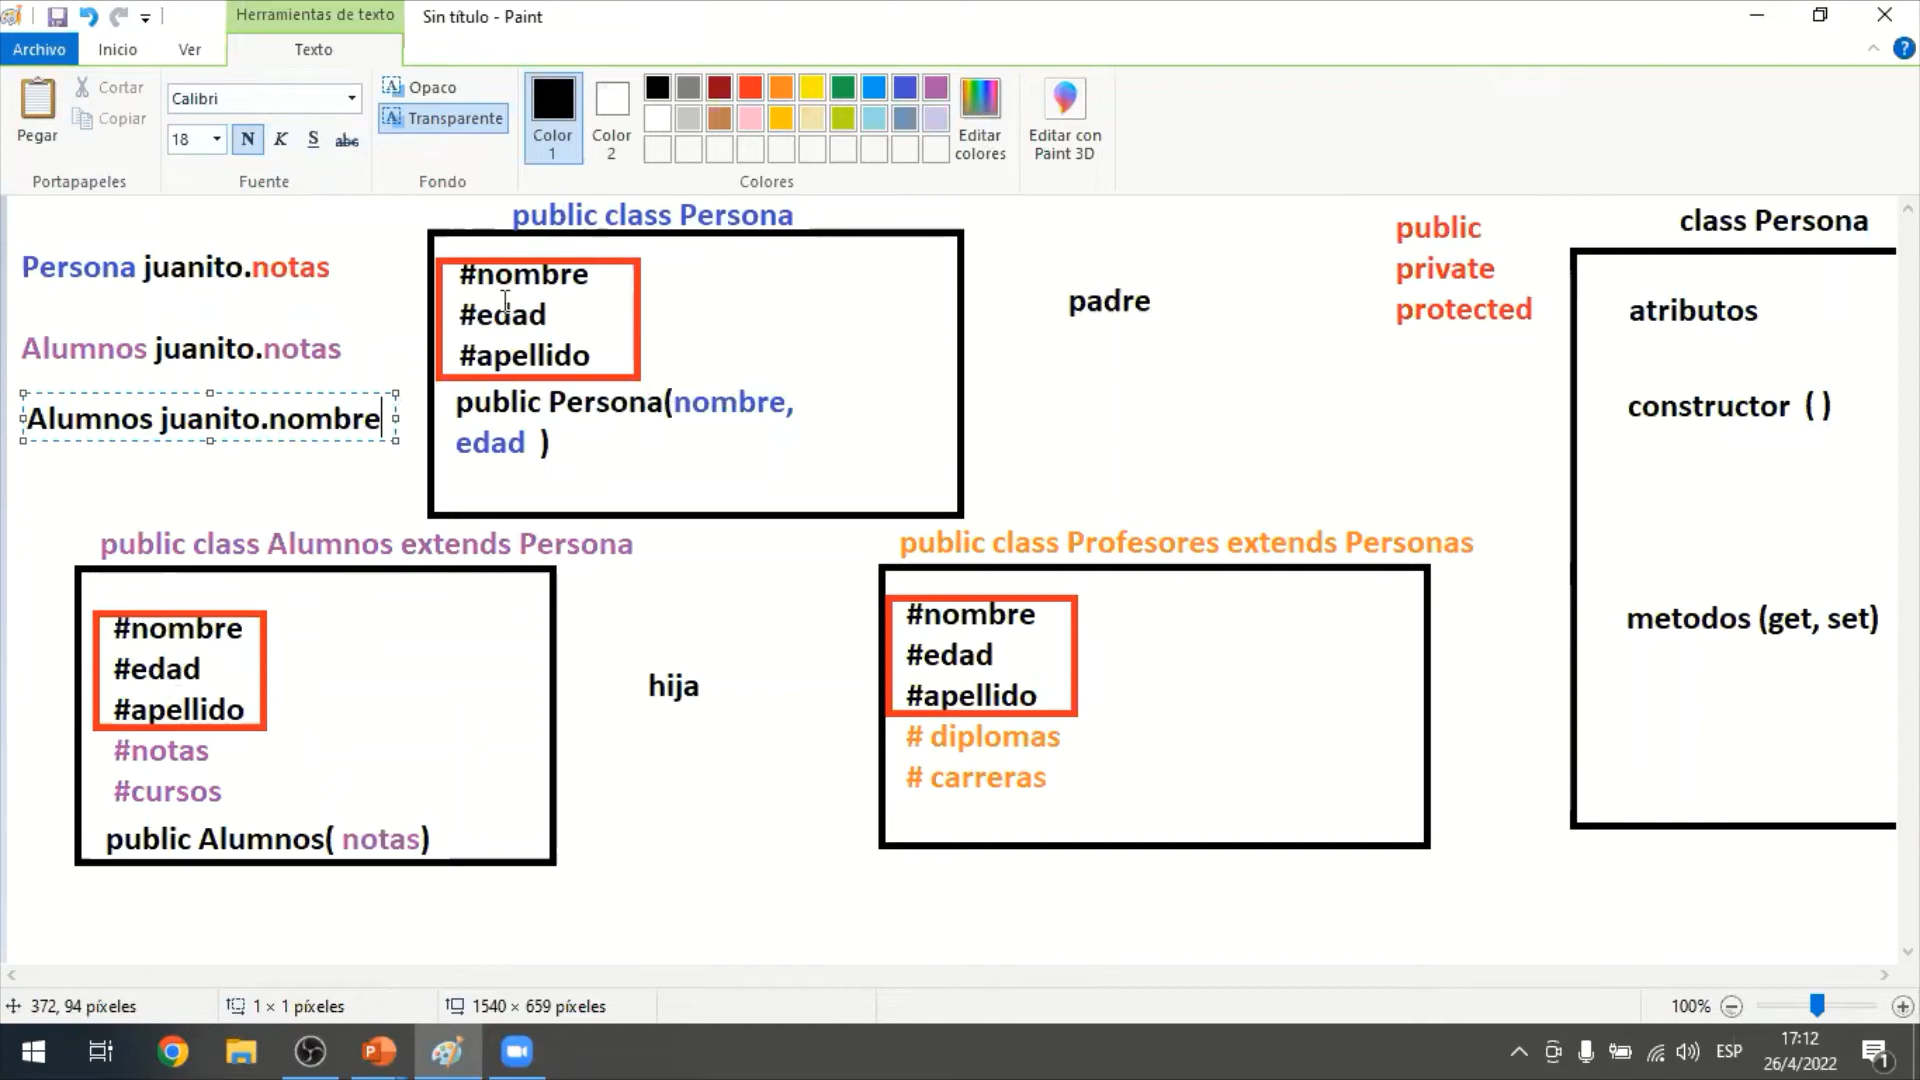 Herramientas de texto
Sin título - Paint
Archivo
Inicio
Ver
Texto
Pegar
Cortar
Copiar
Portapapeles
Calibri
18
N
K
S
abc
Fuente
Opaco
Transparente
Fondo
Color
1
Color
2
Editar
colores
Colores
Editar con
Paint 3D
public class Persona
Persona juanito.notas
Alumnos juanito.notas
Alumnos juanito.nombre
#nombre
#edad
#apellido
public Persona(nombre,
edad )
padre
public
private
protected
class Persona
atributos
constructor ( )
metodos (get, set)
public class Alumnos extends Persona
#nombre
#edad
#apellido
#notas
#cursos
public Alumnos( notas)
hija
public class Profesores extends Personas
#nombre
#edad
#apellido
# diplomas
# carreras
372, 94 píxeles
1 × 1 píxeles
1540 × 659 píxeles
100%
ESP
17:12
26/4/2022
1